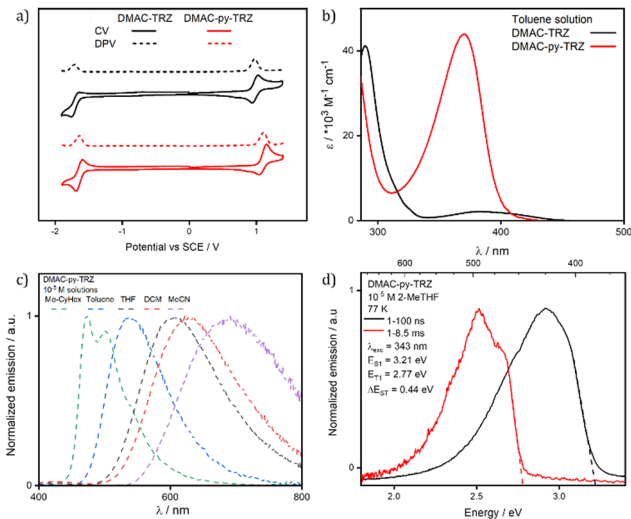 a)
DMAC-TRZ DMAC-py-TRZ
CV
DPV
-2 -1 0 1
Potential vs SCE / V
b)
Toluene solution
DMAC-TRZ
DMAC-py-TRZ
40
20
0
300 400 500
ε / *10³ M⁻¹ cm⁻¹
λ / nm
c)
DMAC-py-TRZ
10⁻⁵ M solutions
Me-CyHex Toluene THF DCM MeCN
1
0
400 600 800
Normalized emission / a.u.
λ / nm
d)
600 500 400
DMAC-py-TRZ
10⁻⁵ M 2-MeTHF
77 K
1-100 ns
1-8.5 ms
λexc = 343 nm
ES1 = 3.21 eV
ET1 = 2.77 eV
ΔEST = 0.44 eV
1
0
2.0 2.5 3.0
Normalized emission / a.u
Energy / eV